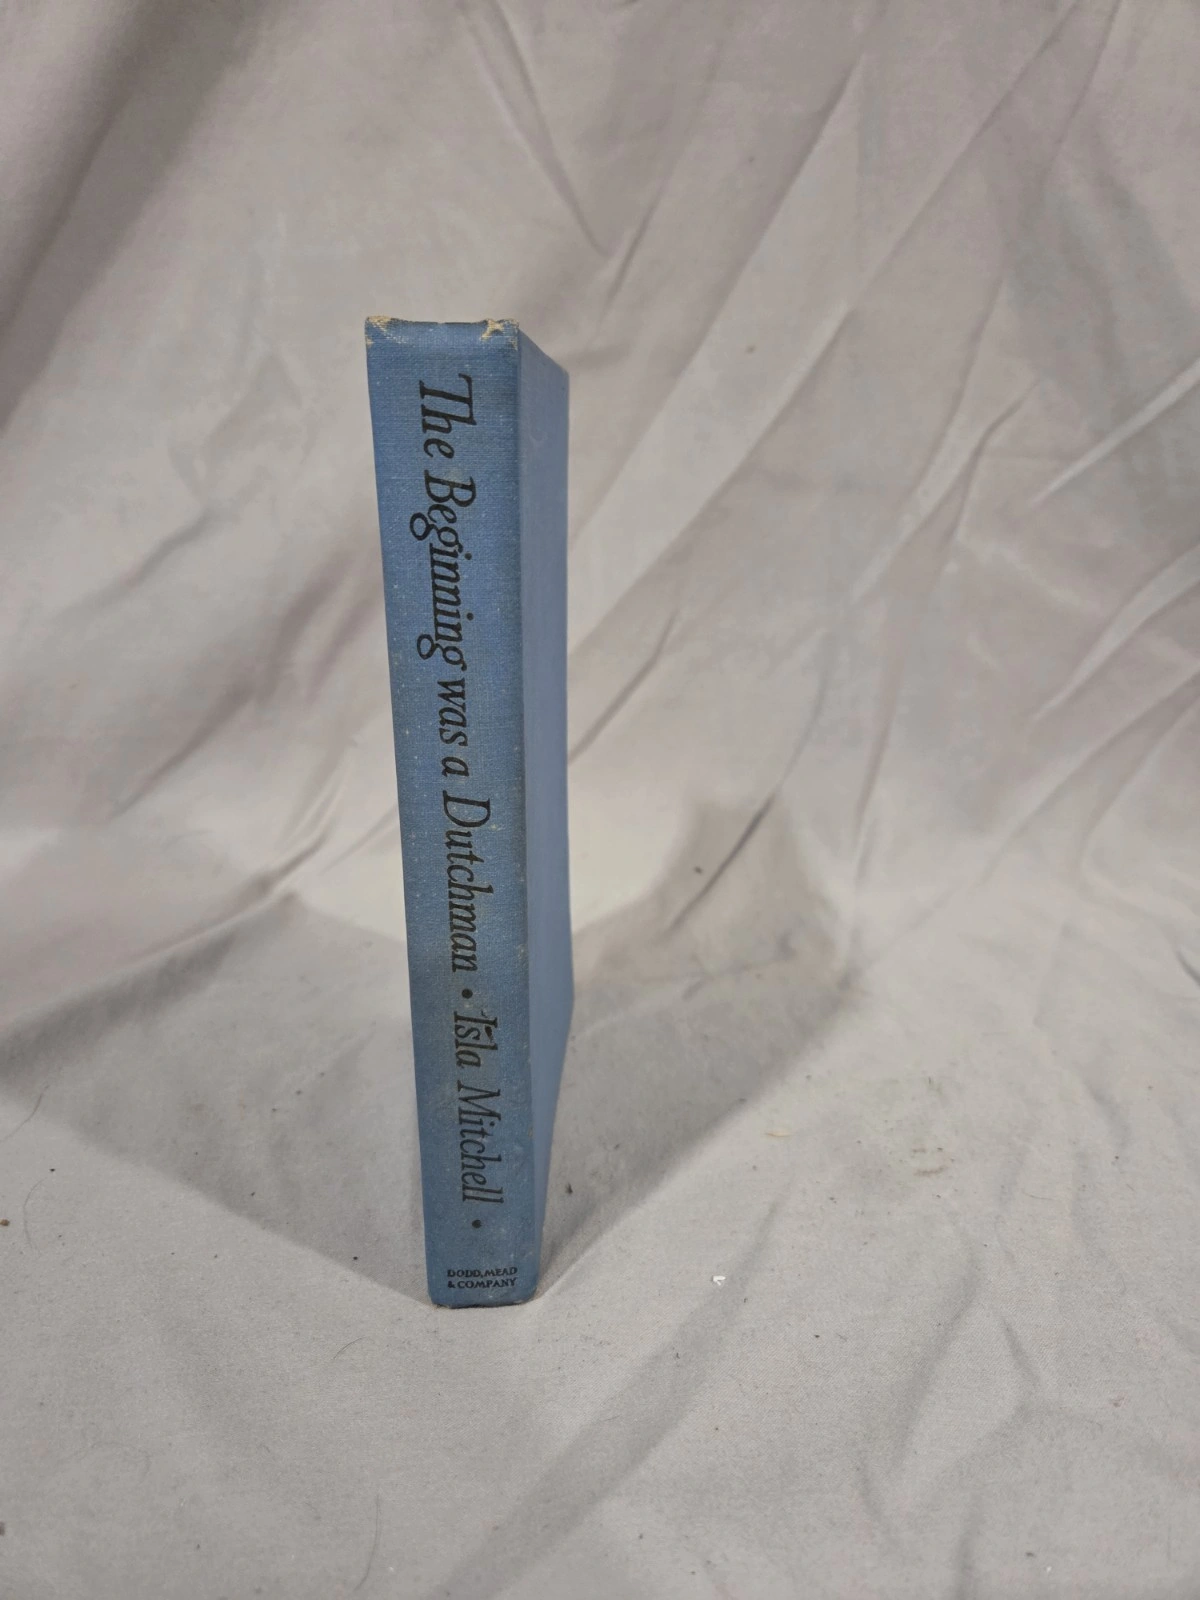 The Beginning was a Dutchman • Isla Mitchell •
DODD, MEAD
& COMPANY